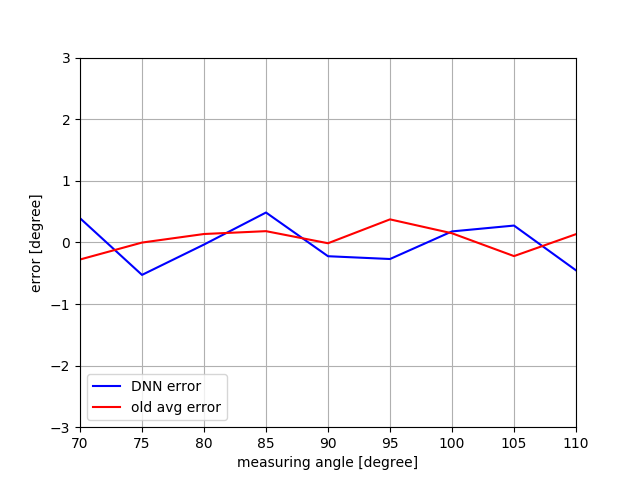 3
2
1
0
−1
−2
−3
error [degree]
DNN error
old avg error
70 75 80 85 90 95 100 105 110
measuring angle [degree]